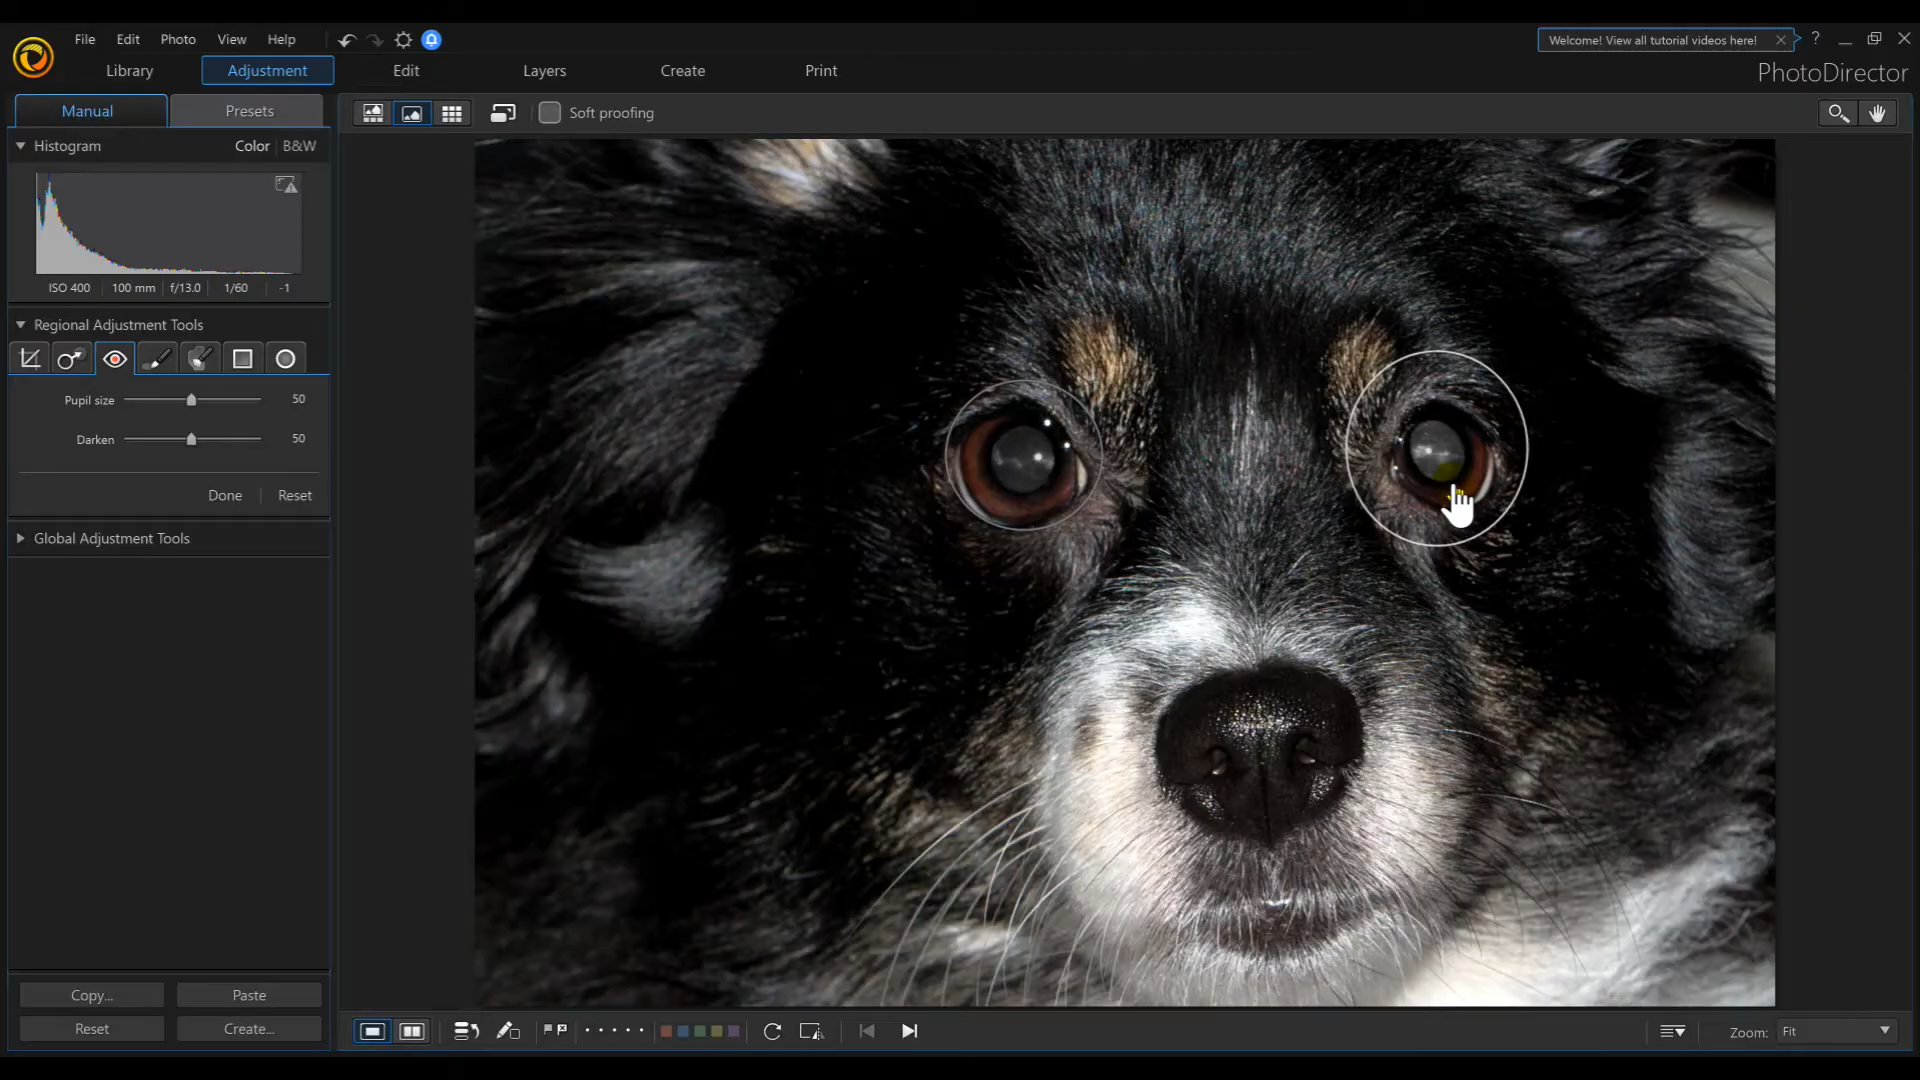 File Edit Photo View Help
Welcome! View all tutorial videos here!
?
Library Adjustment Edit Layers Create Print
PhotoDirector
Manual Presets
Soft proofing
Histogram Color B&W
ISO 400 100 mm f/13.0 1/60 -1
Regional Adjustment Tools
Pupil size 50
Darken 50
Done Reset
Global Adjustment Tools
Copy... Paste
Reset Create...
Zoom: Fit